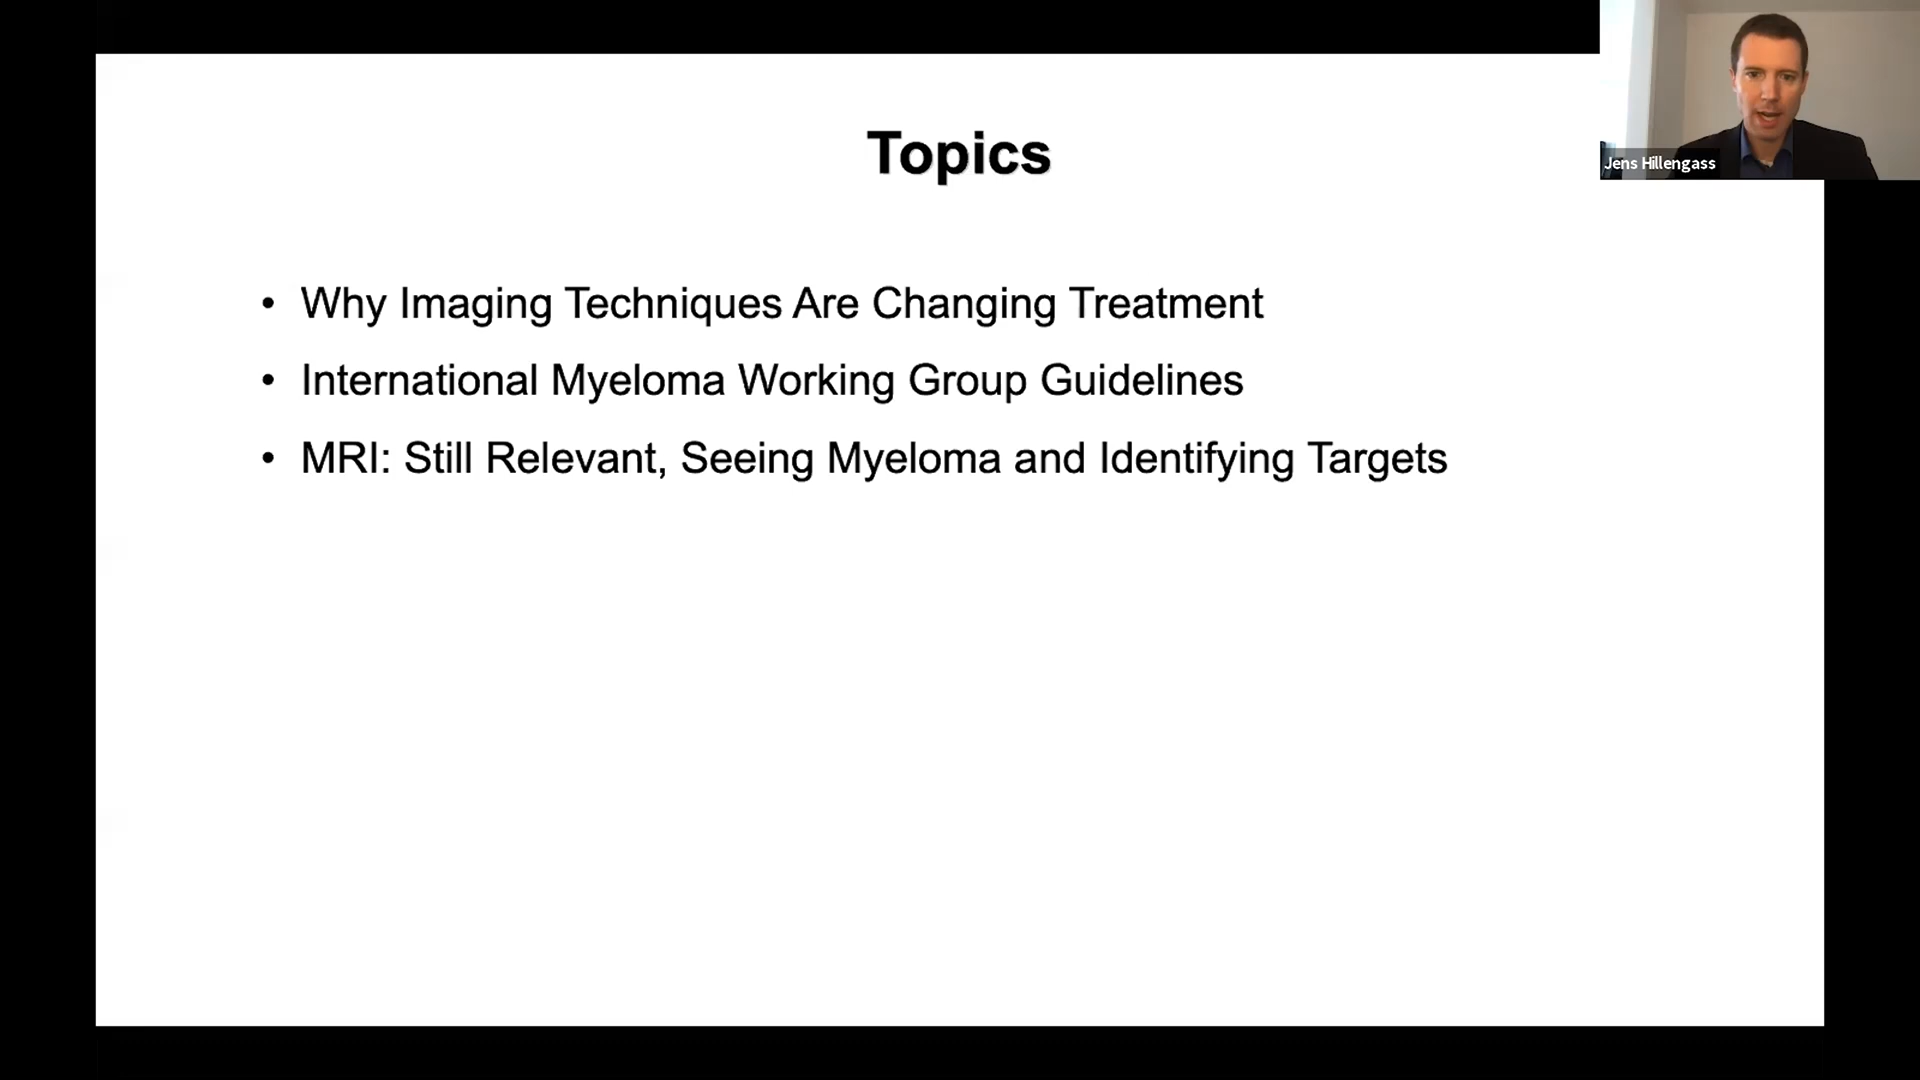 Topics
Jens Hillengass
• Why Imaging Techniques Are Changing Treatment
• International Myeloma Working Group Guidelines
• MRI: Still Relevant, Seeing Myeloma and Identifying Targets